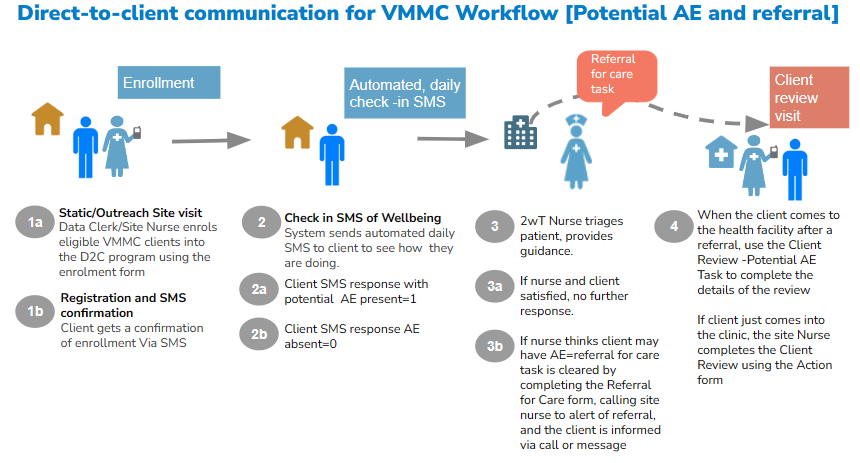 Direct-to-client communication for VMMC Workflow [Potential AE and referral]
Enrollment
Automated, daily
check -in SMS
Referral
for care
task
Client
review
visit
1a
Static/Outreach Site visit
Data Clerk/Site Nurse enrols
eligible VMMC clients into
the D2C program using the
enrolment form
1b
Registration and SMS
confirmation
Client gets a confirmation
of enrollment Via SMS
2
Check in SMS of Wellbeing
System sends automated daily
SMS to client to see how they
are doing.
2a
Client SMS response with
potential AE present=1
2b
Client SMS response AE
absent=0
3
2wT Nurse triages
patient, provides
guidance.
3a
If nurse and client
satisfied, no further
response.
3b
If nurse thinks client may
have AE=referral for care
task is cleared by
completing the Referral
for Care form, calling site
nurse to alert of referral,
and the client is informed
via call or message
4
When the client comes to
the health facility after a
referral, use the Client
Review -Potential AE
Task to complete the
details of the review
If client just comes into
the clinic, the site Nurse
completes the Client
Review using the Action
form